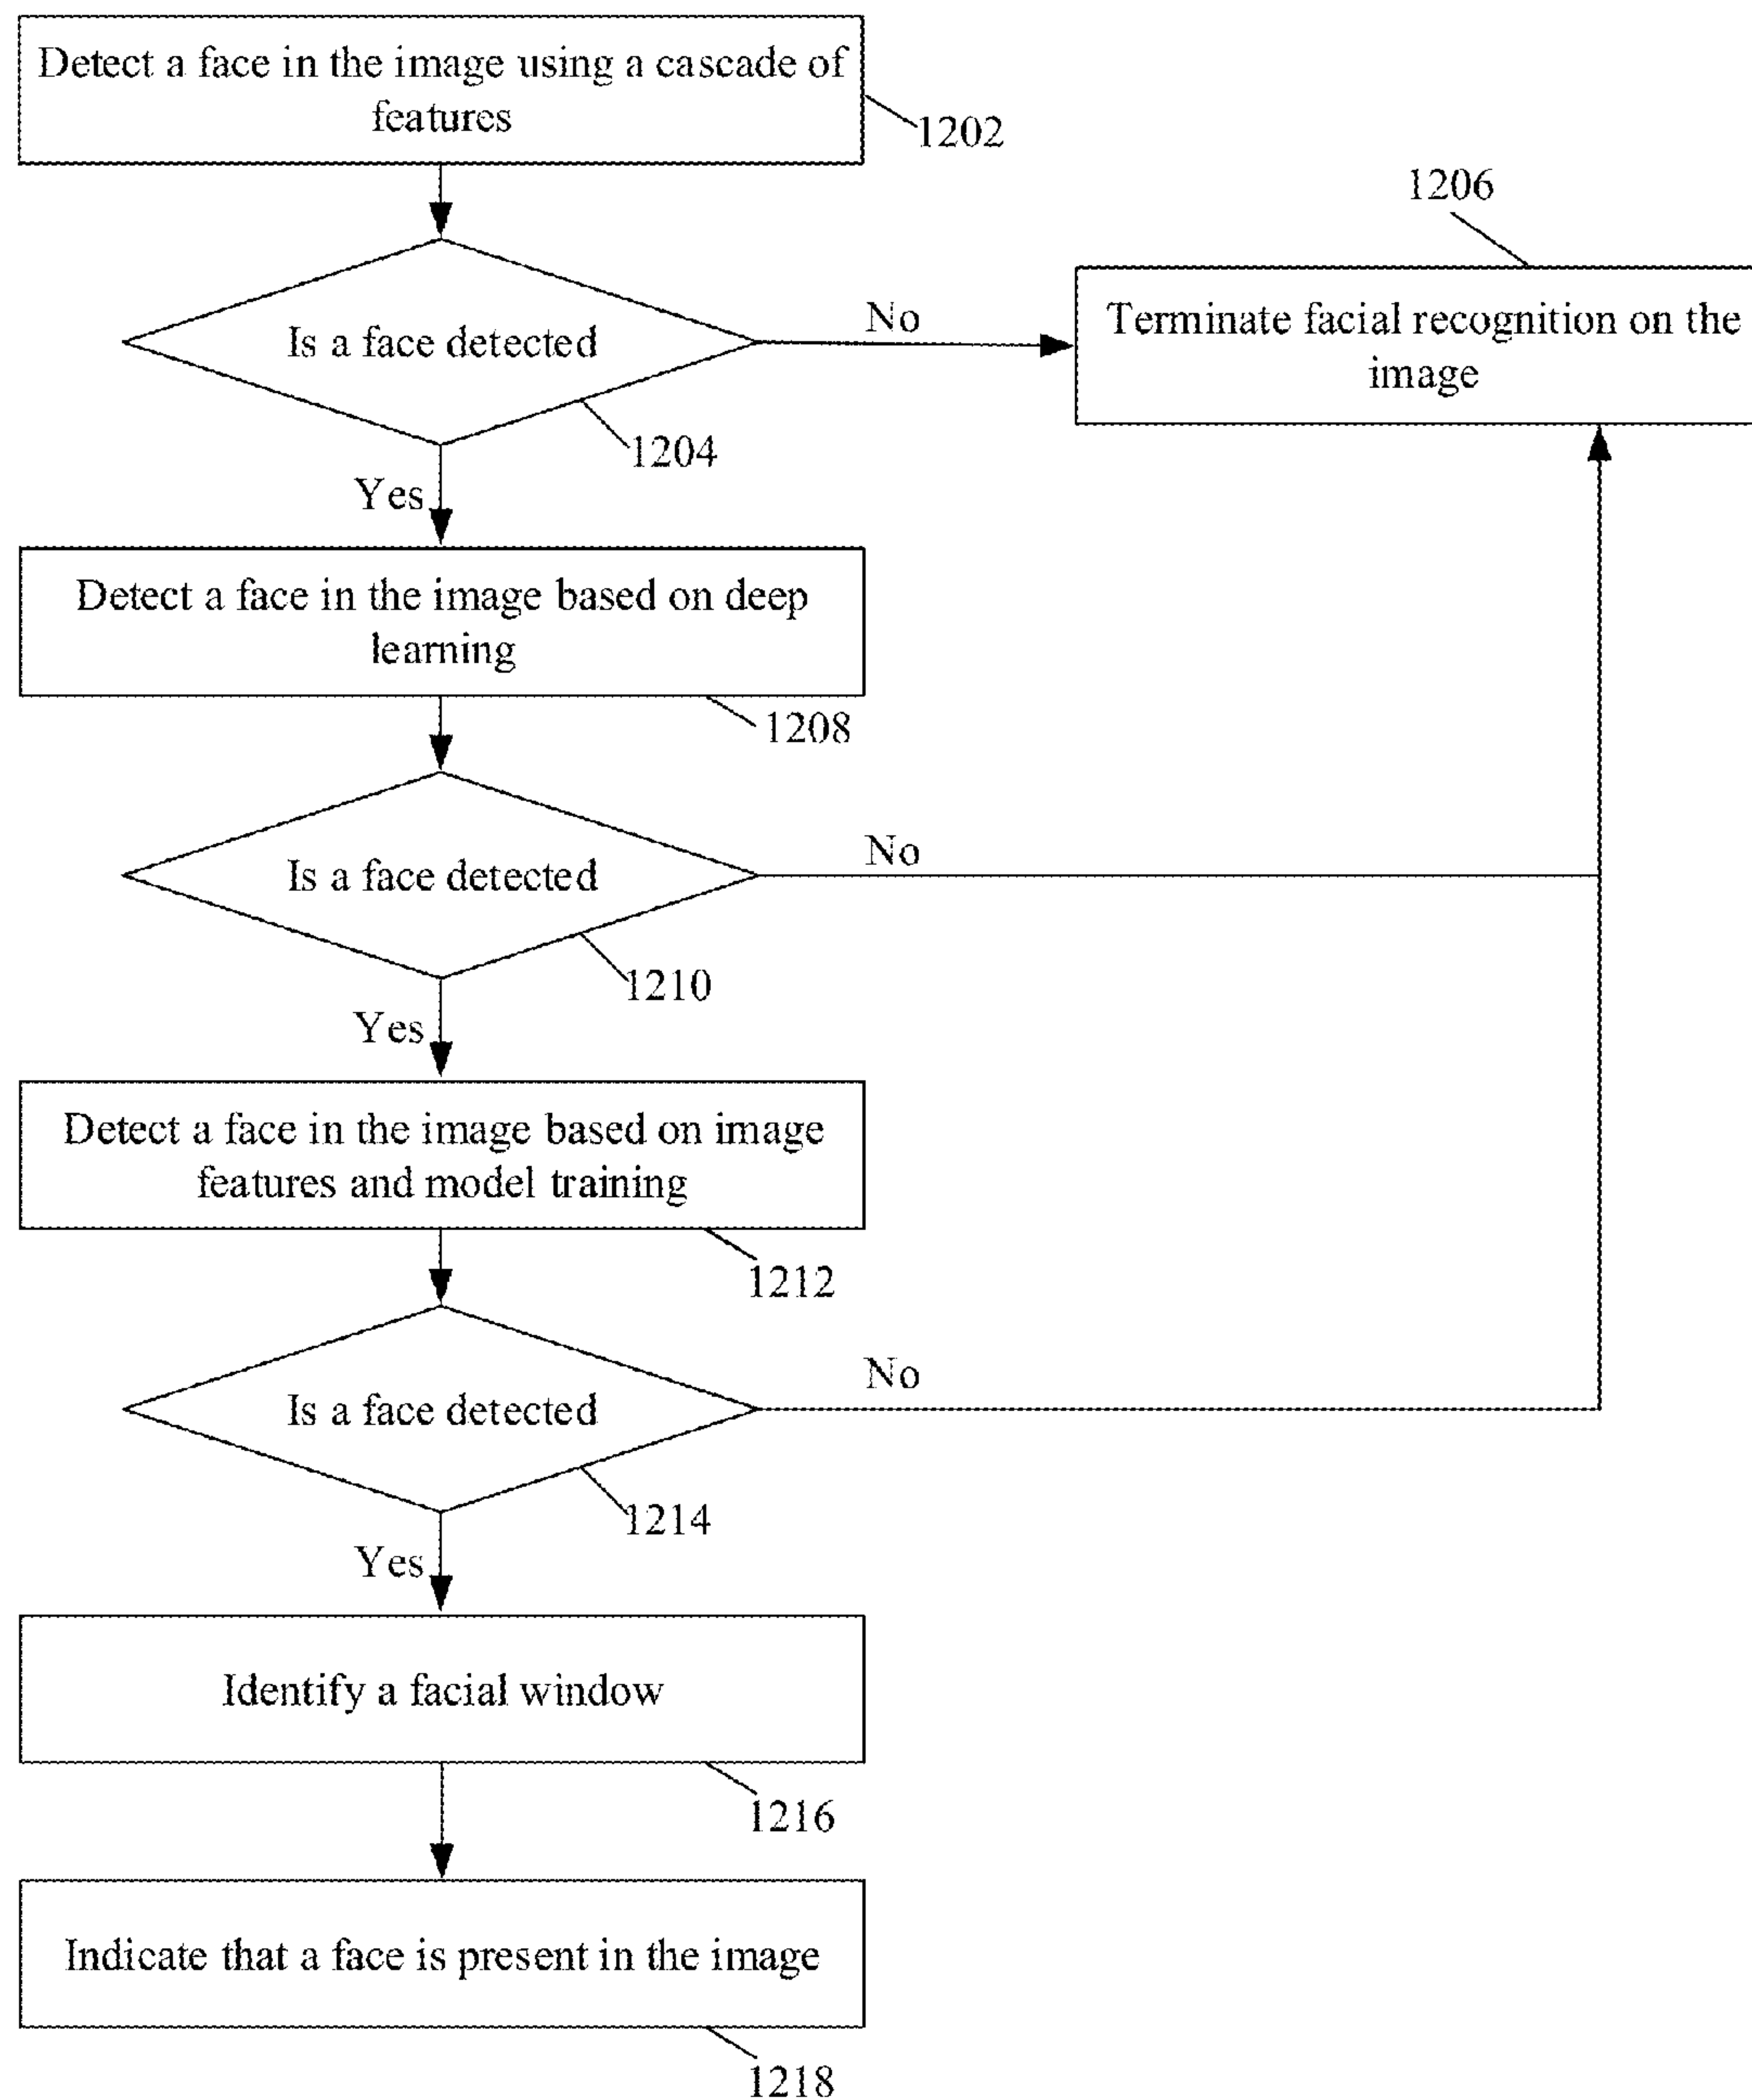 Detect a face in the image using a cascade of
features
1202
1206
Is a face detected
No
Terminate facial recognition on the
image
1204
Yes
Detect a face in the image based on deep
learning
1208
Is a face detected
No
1210
Yes
Detect a face in the image based on image
features and model training
1212
Is a face detected
No
1214
Yes
Identify a facial window
1216
Indicate that a face is present in the image
1218